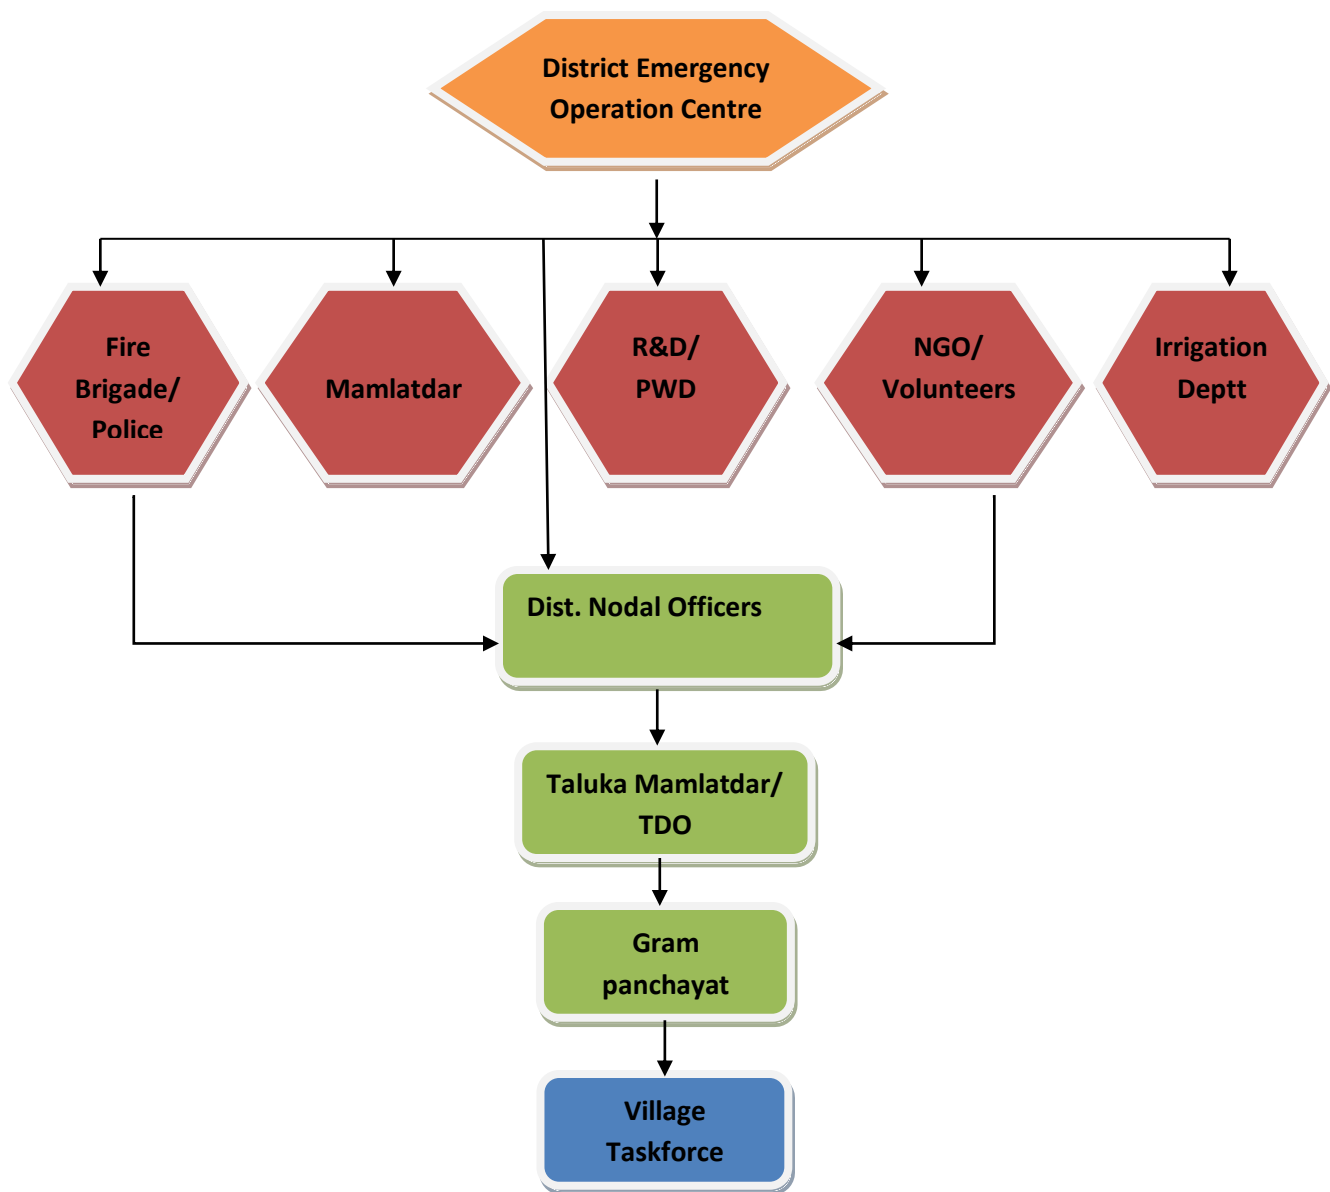 District Emergency
Operation Centre
Fire
Brigade/
Police
Mamlatdar
R&D/
PWD
NGO/
Volunteers
Irrigation
Deptt
Dist. Nodal Officers
Taluka Mamlatdar/
TDO
Gram
panchayat
Village
Taskforce